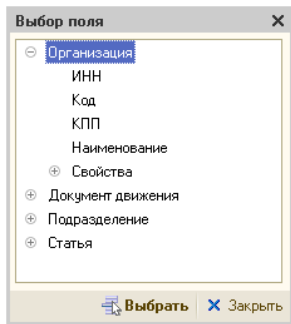 Выбор поля
Организация
ИНН
Код
КПП
Наименование
Свойства
Документ движения
Подразделение
Статья
Выбрать Закрыть